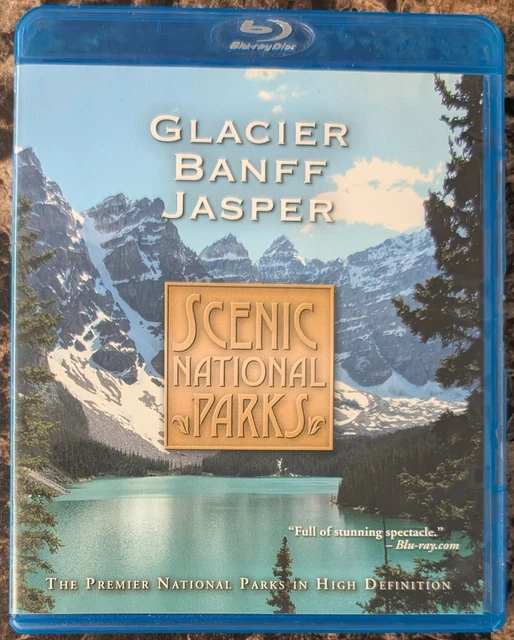 Blu-ray Disc
GLACIER
BANFF
JASPER
SCENIC
NATIONAL
PARKS
“Full of stunning spectacle.”
– Blu-ray.com
THE PREMIER NATIONAL PARKS IN HIGH DEFINITION